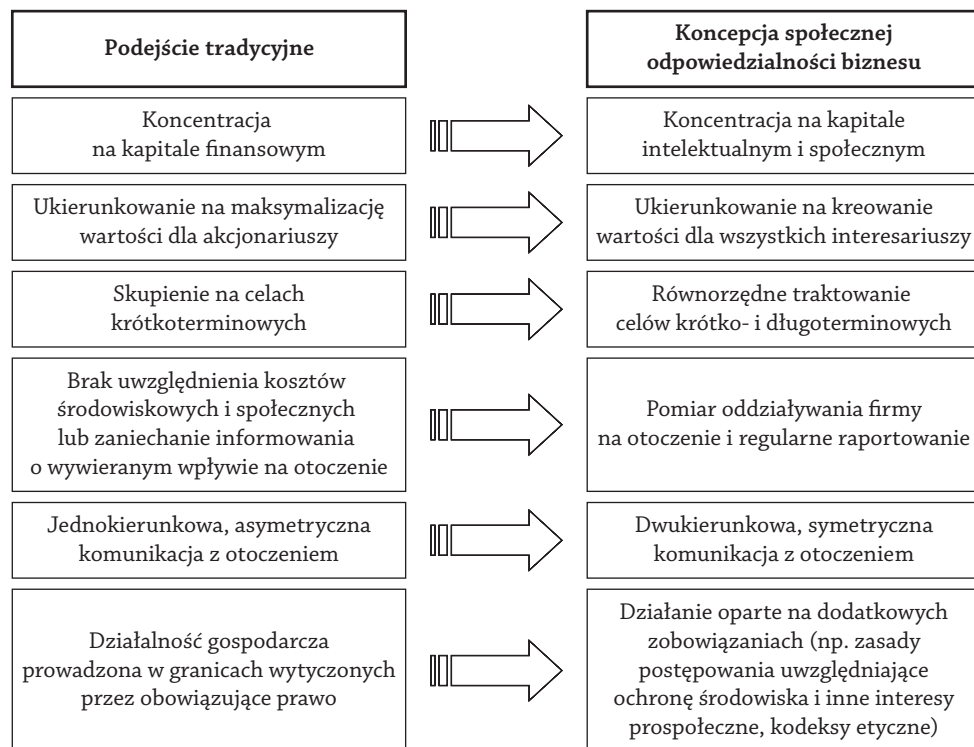 Podejście tradycyjne
Koncepcja społecznej
odpowiedzialności biznesu
Koncentracja
na kapitale finansowym
Koncentracja na kapitale
intelektualnym i społecznym
Ukierunkowanie na maksymalizację
wartości dla akcjonariuszy
Ukierunkowanie na kreowanie
wartości dla wszystkich interesariuszy
Skupienie na celach
krótkoterminowych
Równorzędne traktowanie
celów krótko- i długoterminowych
Brak uwzględnienia kosztów
środowiskowych i społecznych
lub zaniechanie informowania
o wywieranym wpływie na otoczenie
Pomiar oddziaływania firmy
na otoczenie i regularne raportowanie
Jednokierunkowa, asymetryczna
komunikacja z otoczeniem
Dwukierunkowa, symetryczna
komunikacja z otoczeniem
Działalność gospodarcza
prowadzona w granicach wytyczonych
przez obowiązujące prawo
Działanie oparte na dodatkowych
zobowiązaniach (np. zasady
postępowania uwzględniające
ochronę środowiska i inne interesy
prospołeczne, kodeksy etyczne)